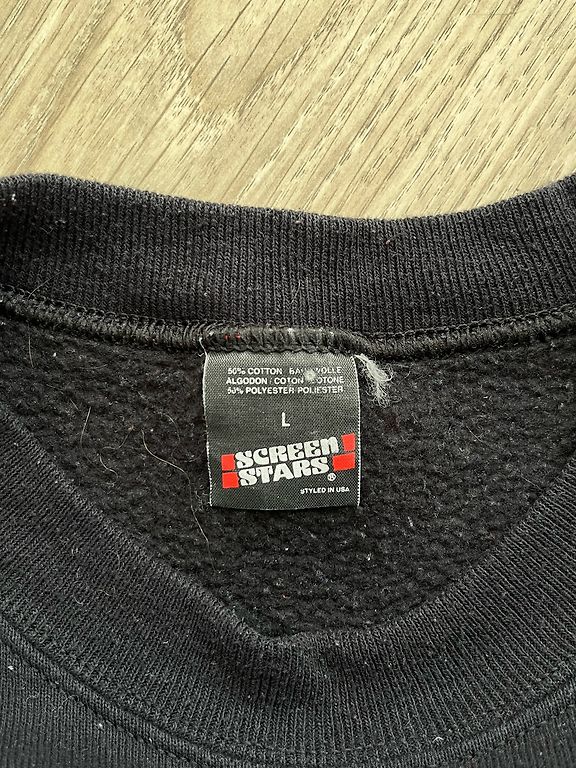 50% COTTON
ALGODON / COTON
50% POLYESTER POLIESTER
L
SCREEN
STARS ®
STYLED IN USA